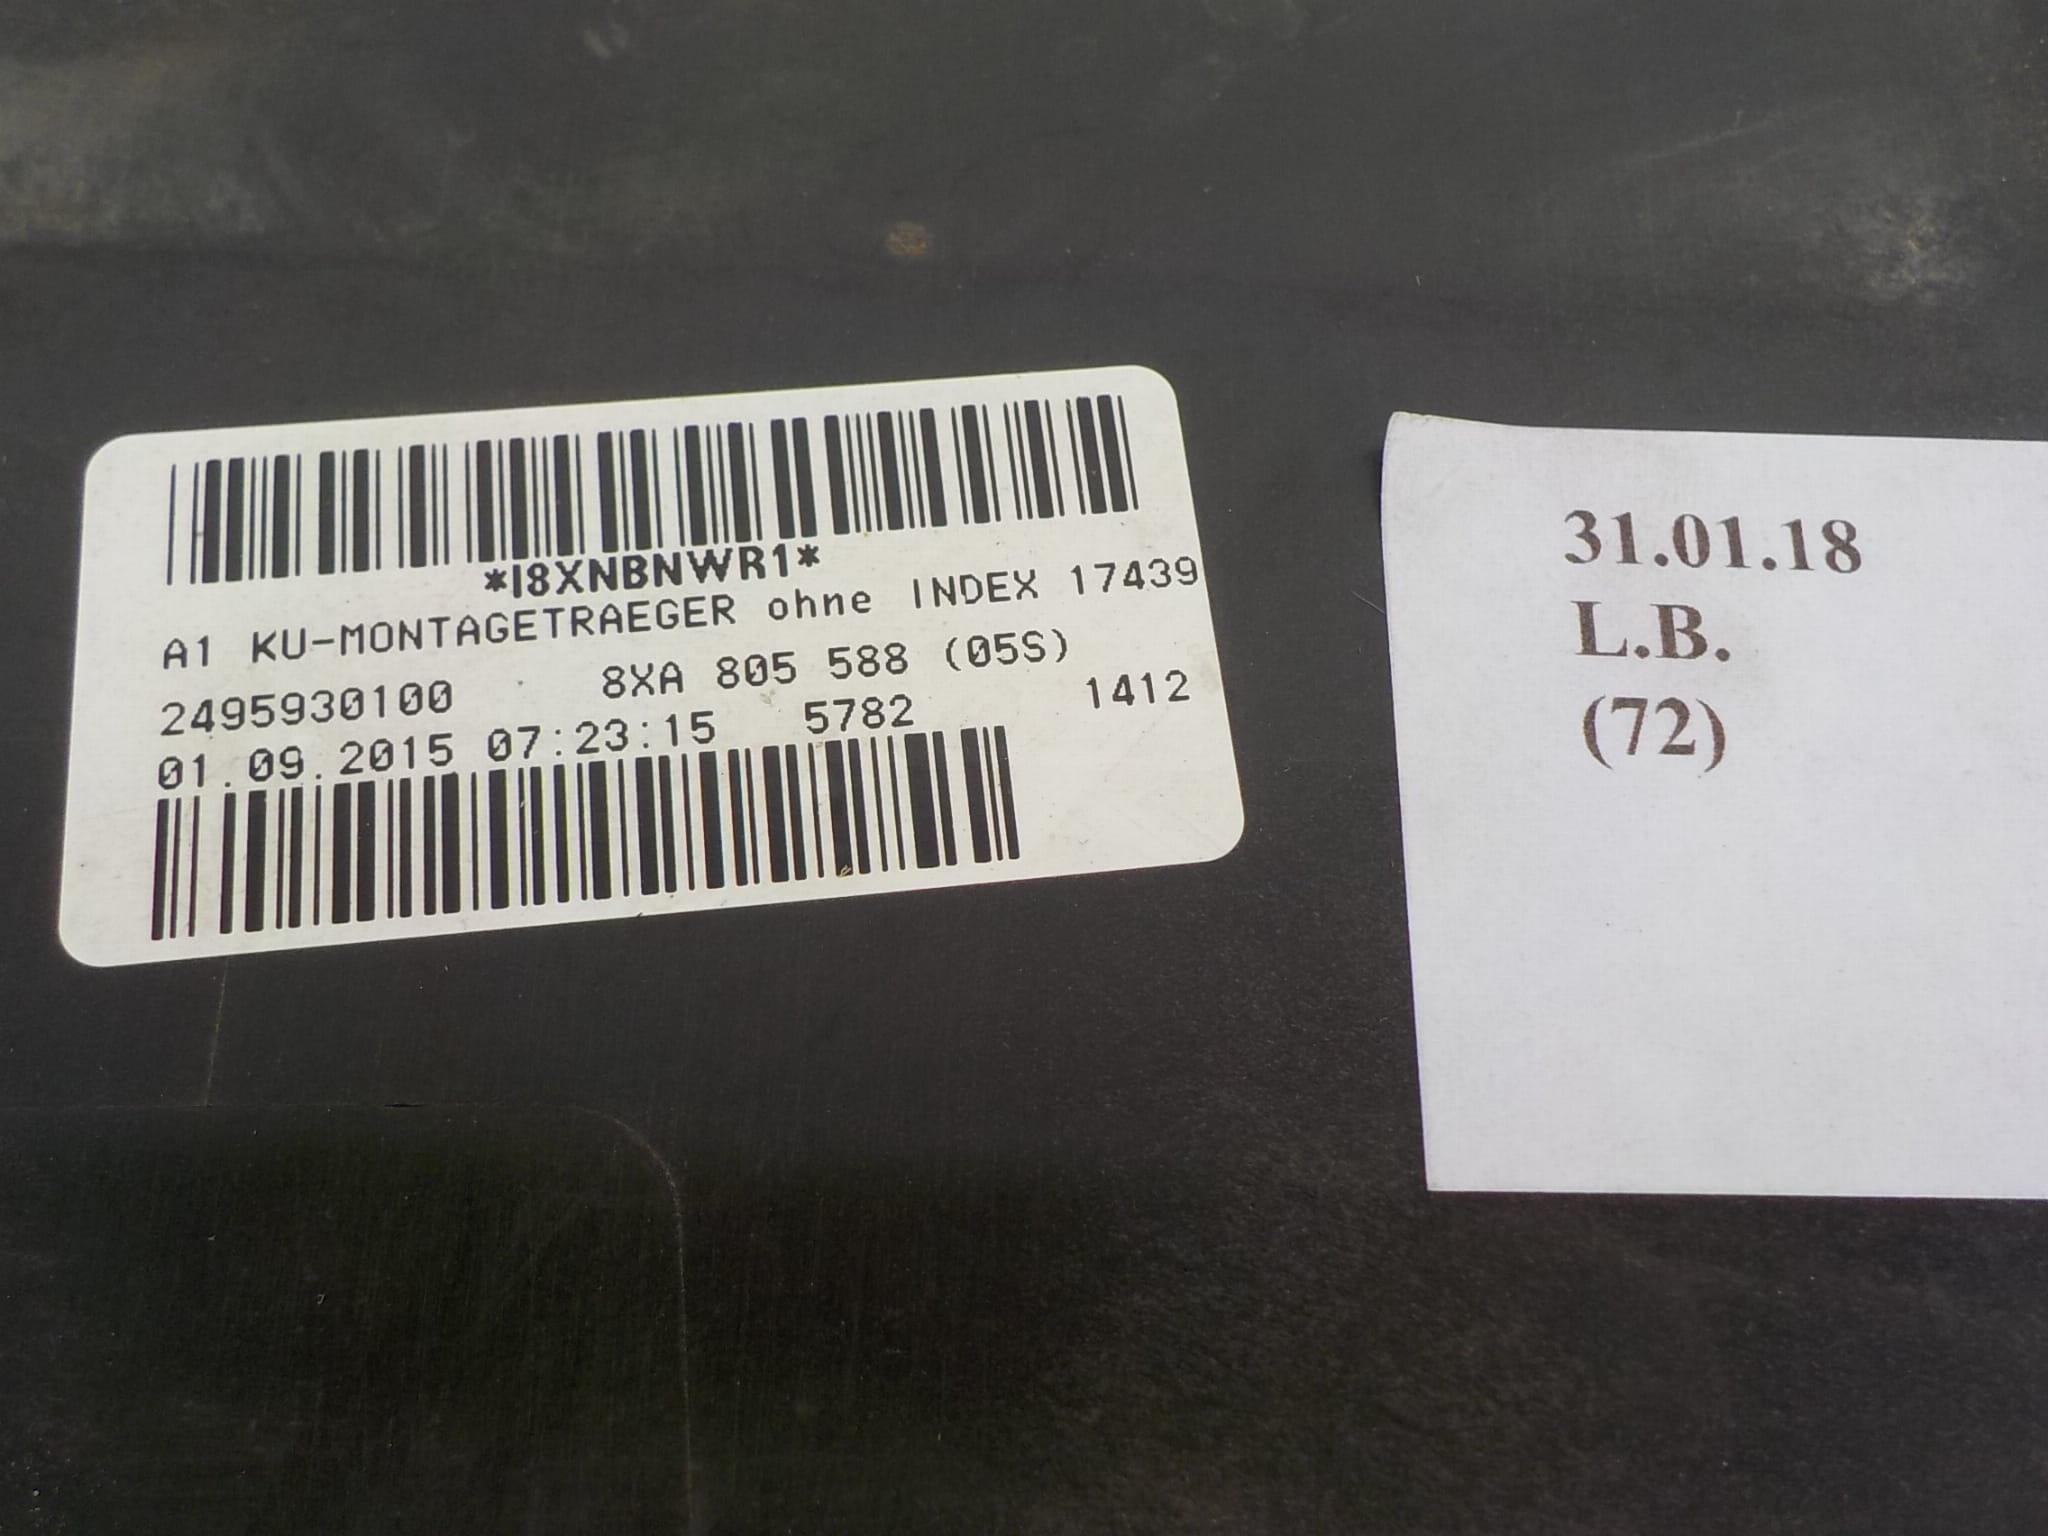 *I8XNBNWR1*
A1 KU-MONTAGETRAEGER ohne INDEX 17439
2495930100 8XA 805 588 (05S)
01.09.2015 07:23:15 5782 1412
31.01.18
L.B.
(72)